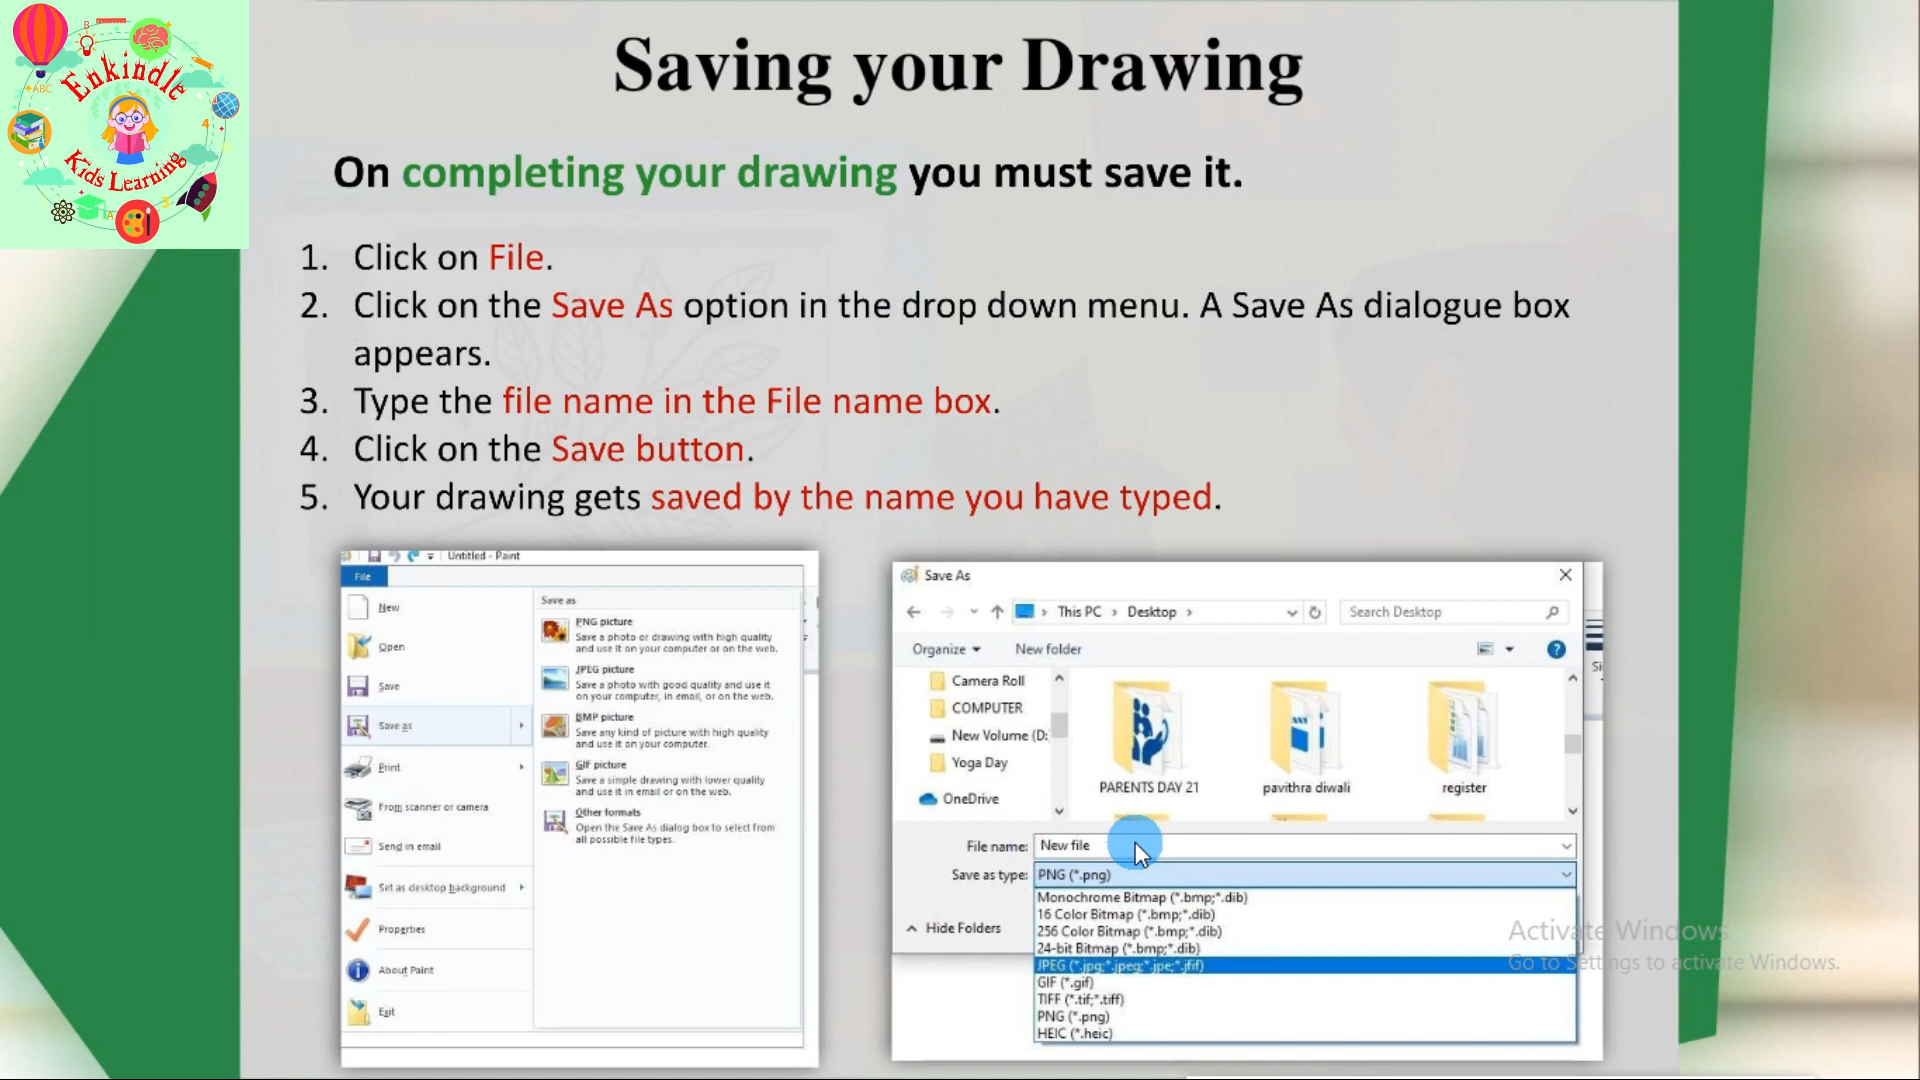 Enkindle
Kids Learning
Saving your Drawing
On completing your drawing you must save it.
1. Click on File.
2. Click on the Save As option in the drop down menu. A Save As dialogue box
appears.
3. Type the file name in the File name box.
4. Click on the Save button.
5. Your drawing gets saved by the name you have typed.
Untitled - Paint
File
New
Open
Save
Save as
Print
From scanner or camera
Send in email
Set as desktop background
Properties
About Paint
Exit
Save as
PNG picture
Save a photo or drawing with high quality
and use it on your computer or on the web.
JPEG picture
Save a photo with good quality and use it
on your computer, in email, or on the web.
BMP picture
Save any kind of picture with high quality
and use it on your computer.
GIF picture
Save a simple drawing with lower quality
and use it in email or on the web.
Other formats
Open the Save As dialog box to select from
all possible file types.
Save As
This PC > Desktop >
Search Desktop
Organize
New folder
Camera Roll
COMPUTER
New Volume (D:
Yoga Day
OneDrive
PARENTS DAY 21
pavithra diwali
register
File name: New file
Save as type: PNG (*.png)
Monochrome Bitmap (*.bmp;*.dib)
16 Color Bitmap (*.bmp;*.dib)
256 Color Bitmap (*.bmp;*.dib)
24-bit Bitmap (*.bmp;*.dib)
JPEG (*.jpg;*.jpeg;*.jpe;*.jfif)
GIF (*.gif)
TIFF (*.tif;*.tiff)
PNG (*.png)
HEIC (*.heic)
Hide Folders
Activate Windows
Go to Settings to activate Windows.